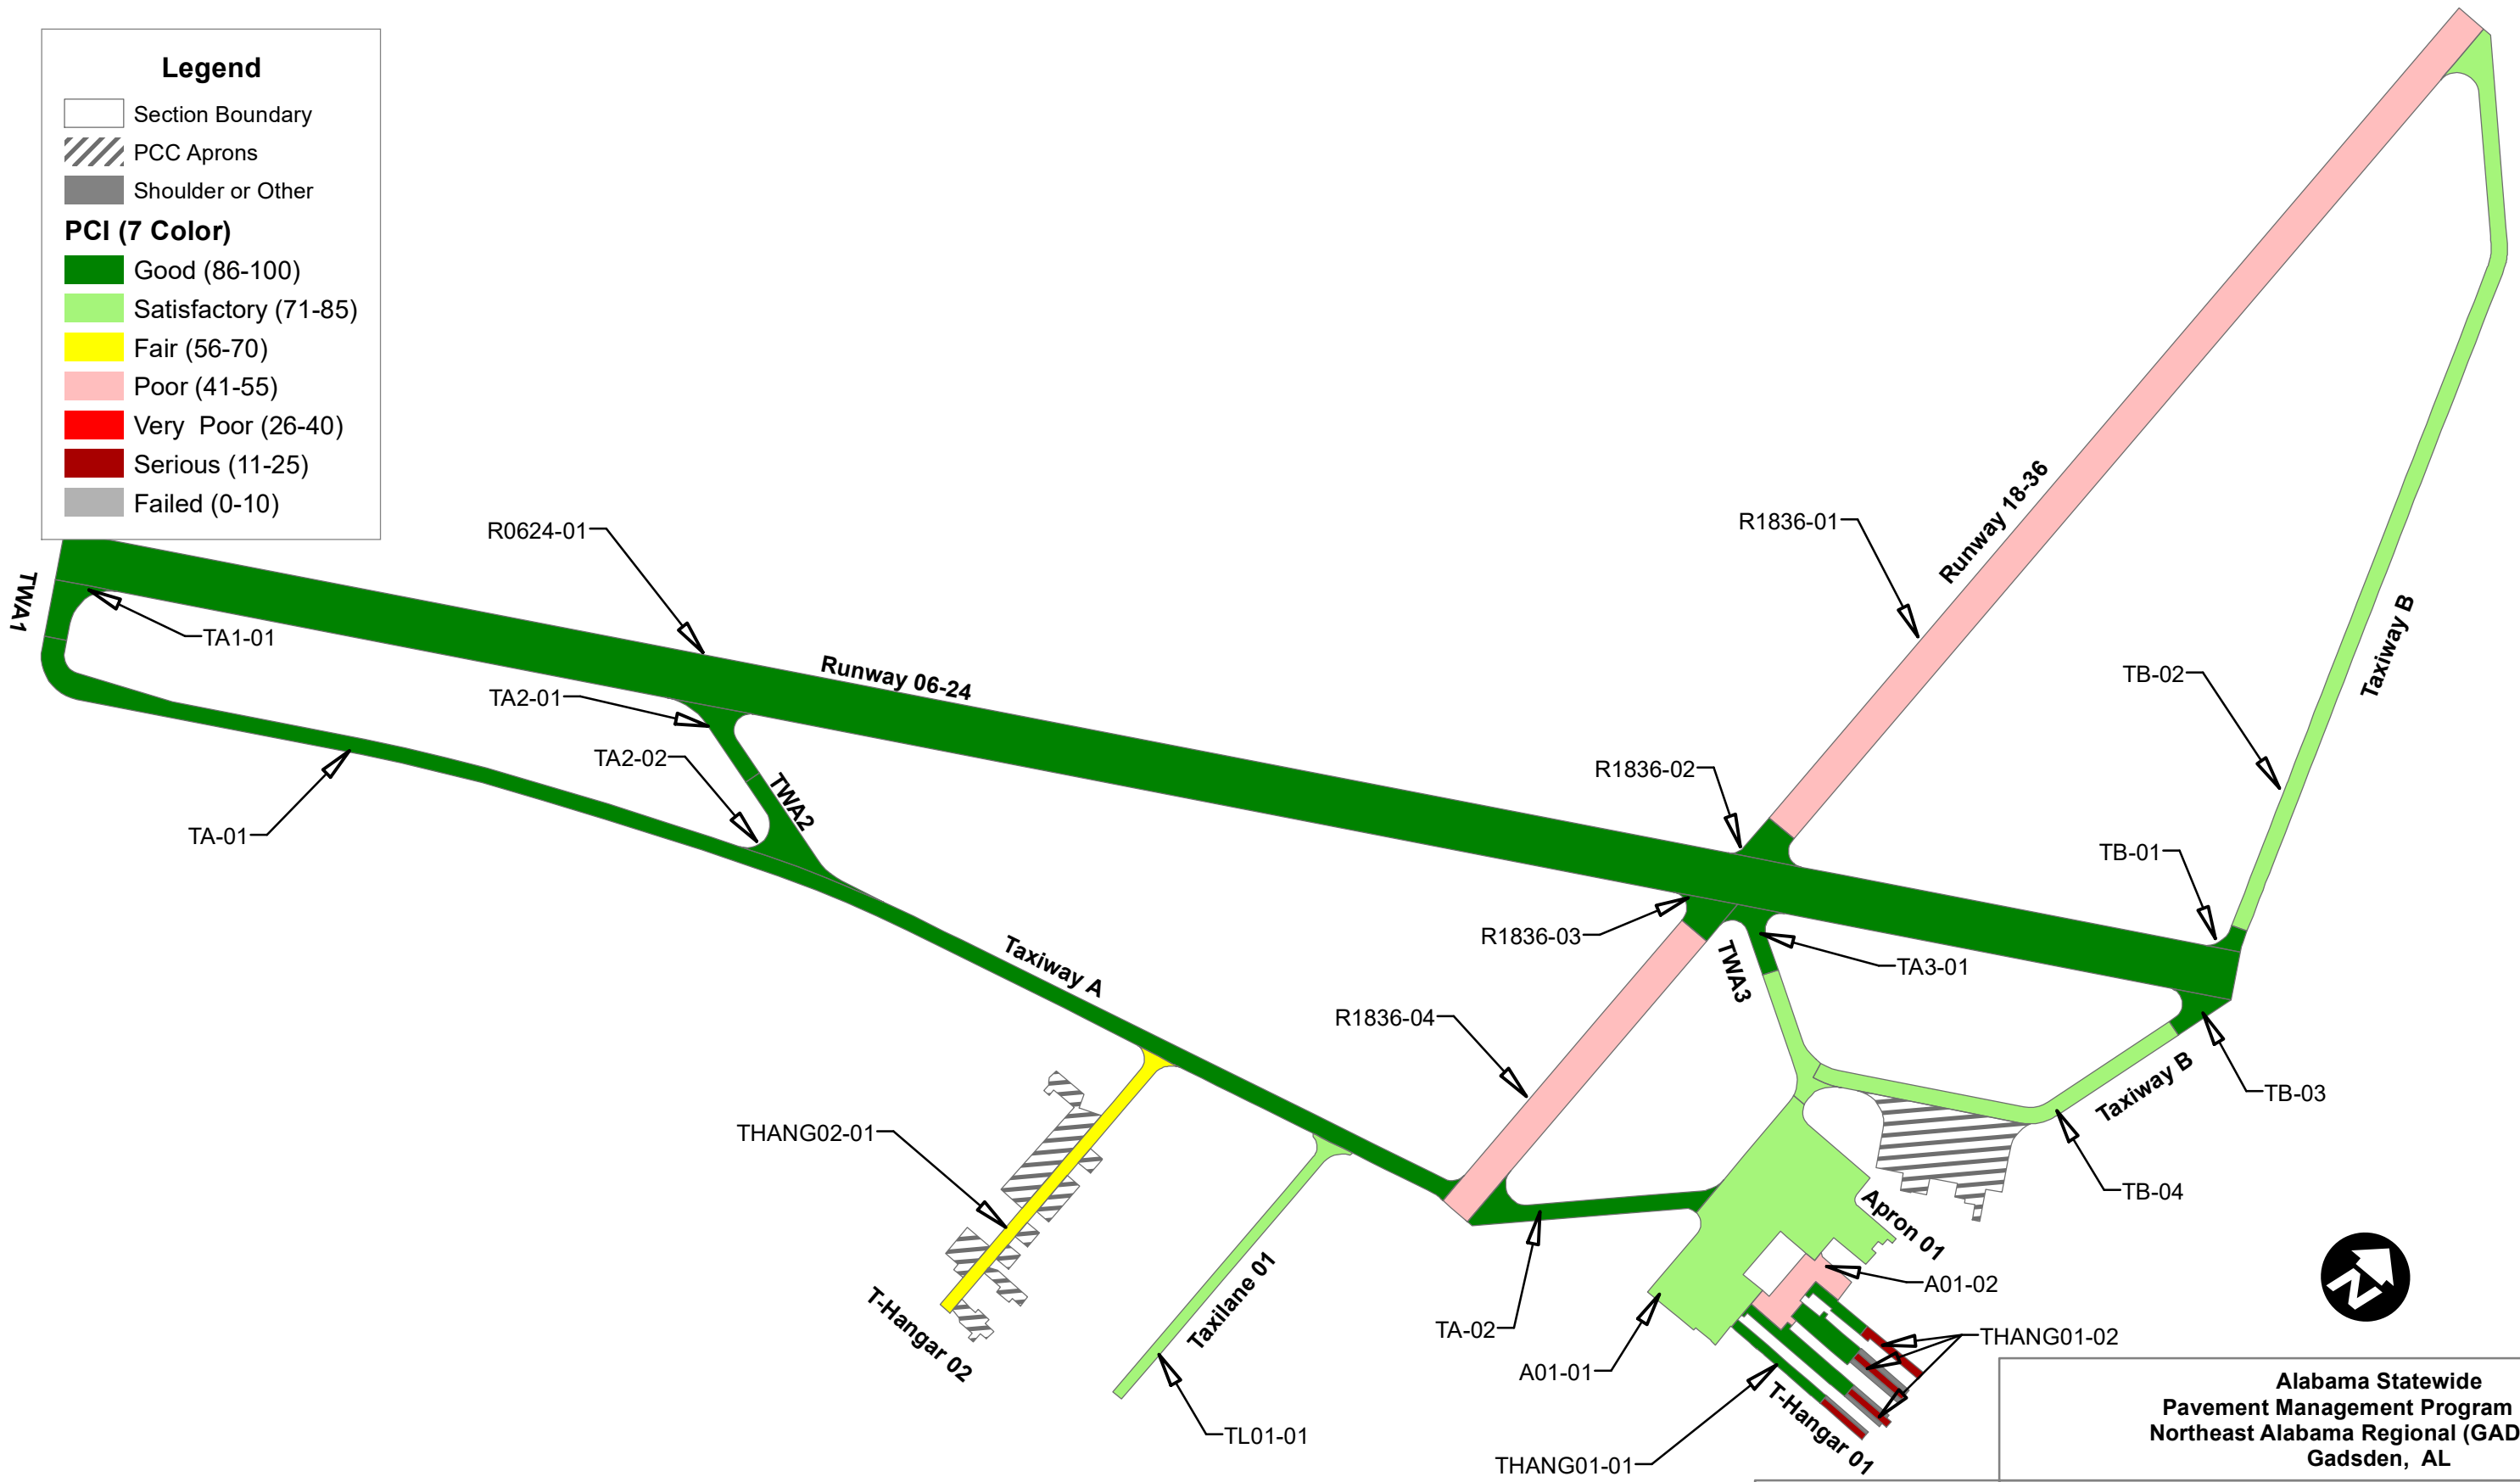 Legend
Section Boundary
PCC Aprons
Shoulder or Other
PCI (7 Color)
Good (86-100)
Satisfactory (71-85)
Fair (56-70)
Poor (41-55)
Very Poor (26-40)
Serious (11-25)
Failed (0-10)
R0624-01
R1836-01
Runway 18-36
TWA1
TA1-01
Runway 06-24
TA2-01
TA2-02
TWA2
TA-01
Taxiway B
TB-02
R1836-02
TB-01
R1836-03
TWA3
TA3-01
Taxiway A
R1836-04
Taxiway B
TB-03
THANG02-01
TB-04
Apron 01
A01-02
TA-02
Taxilane 01
T-Hangar 02
A01-01
THANG01-02
TL01-01
THANG01-01
T-Hangar 01
N
Alabama Statewide
Pavement Management Program
Northeast Alabama Regional (GAD
Gadsden, AL